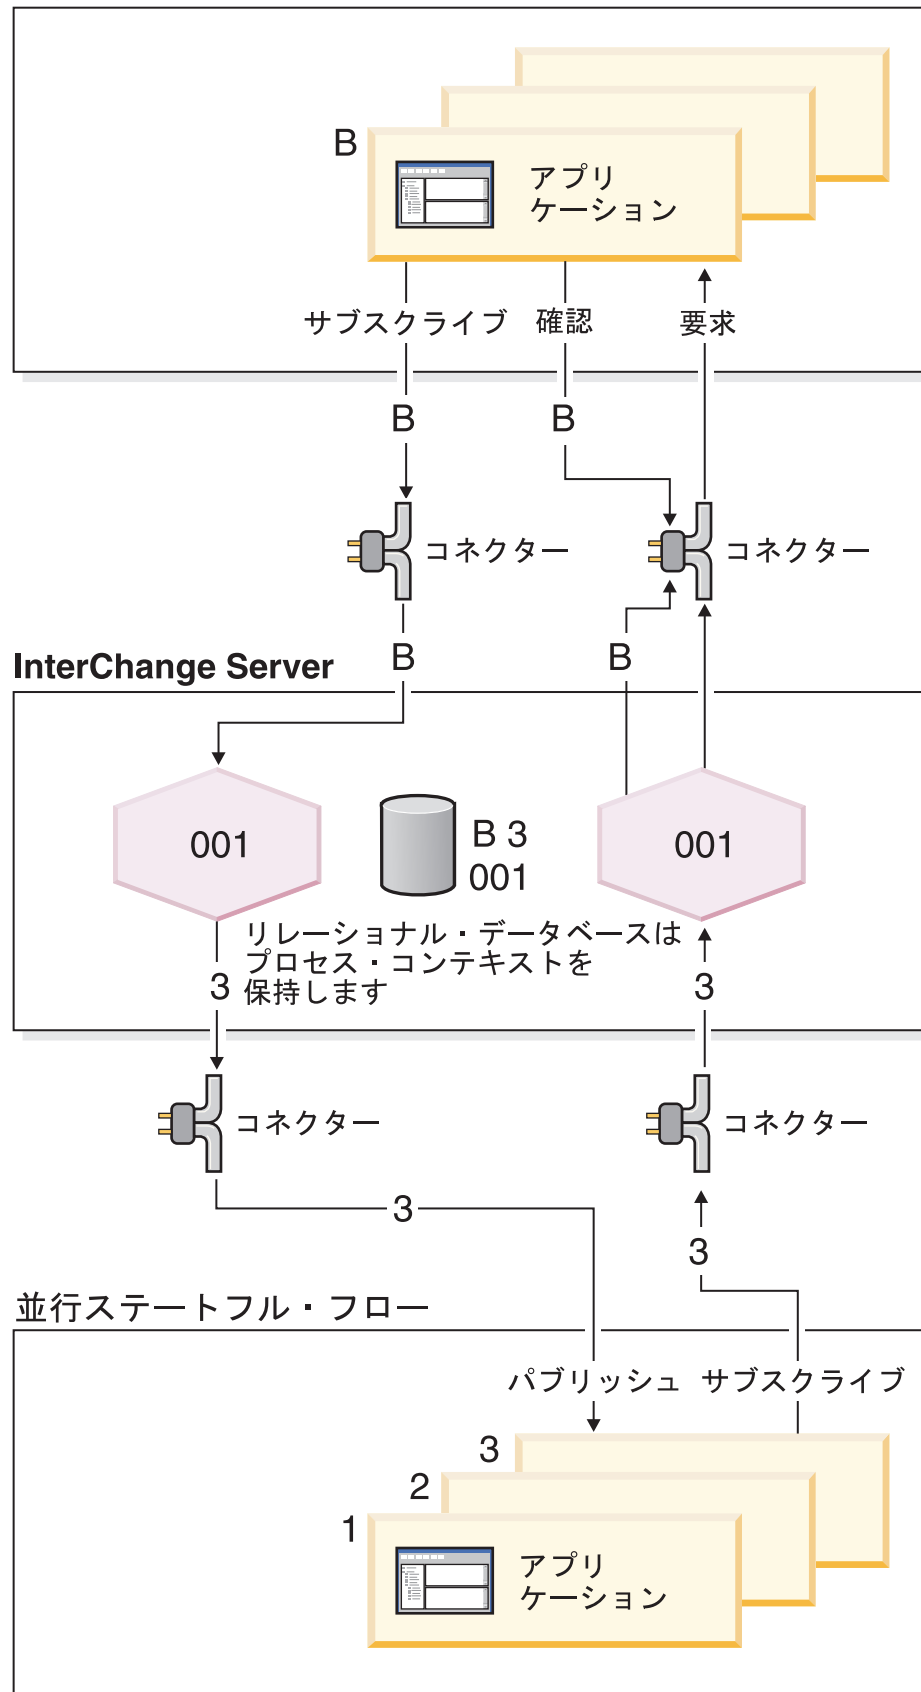 B
アプリ
ケーション
サブスクライブ
確認
要求
B
B
コネクター
コネクター
B
B
InterChange Server
001
B 3
001
001
リレーショナル・データベースは
プロセス・コンテキストを
保持します
3
3
コネクター
コネクター
3
3
並行ステートフル・フロー
パブリッシュ
サブスクライブ
3
2
1
アプリ
ケーション